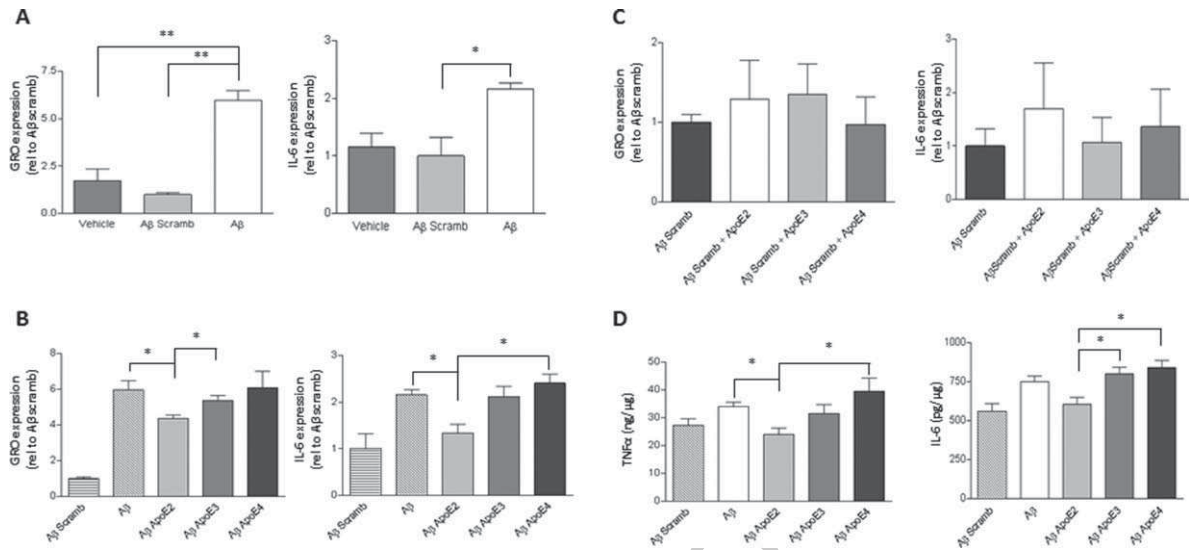 A
GRO expression
(rel to Aβ scramb)
7.5
5.0
2.5
0.0
**
**
Vehicle
Aβ Scramb
Aβ
IL-6 expression
(rel to Aβ scramb)
3
2
1
0
*
Vehicle
Aβ Scramb
Aβ
B
GRO expression
(rel to Aβ scramb)
8
6
4
2
0
*
*
Aβ Scramb
Aβ
Aβ ApoE2
Aβ ApoE3
Aβ ApoE4
IL-6 expression
(rel to Aβ scramb)
3
2
1
0
*
*
Aβ Scramb
Aβ
Aβ ApoE2
Aβ ApoE3
Aβ ApoE4
C
GRO expression
(rel to Aβ scramb)
2
1
0
Aβ Scramb
Aβ Scramb + ApoE2
Aβ Scramb + ApoE3
Aβ Scramb + ApoE4
IL-6 expression
(rel to Aβ scramb)
3
2
1
0
Aβ Scramb
AβScramb + ApoE2
AβScramb + ApoE3
AβScramb + ApoE4
D
TNFα (ng/μg)
50
40
30
20
10
0
*
*
Aβ Scramb
Aβ
Aβ ApoE2
Aβ ApoE3
Aβ ApoE4
IL-6 (pg/μg)
1000
750
500
250
0
*
*
Aβ Scramb
Aβ
Aβ ApoE2
Aβ ApoE3
Aβ ApoE4